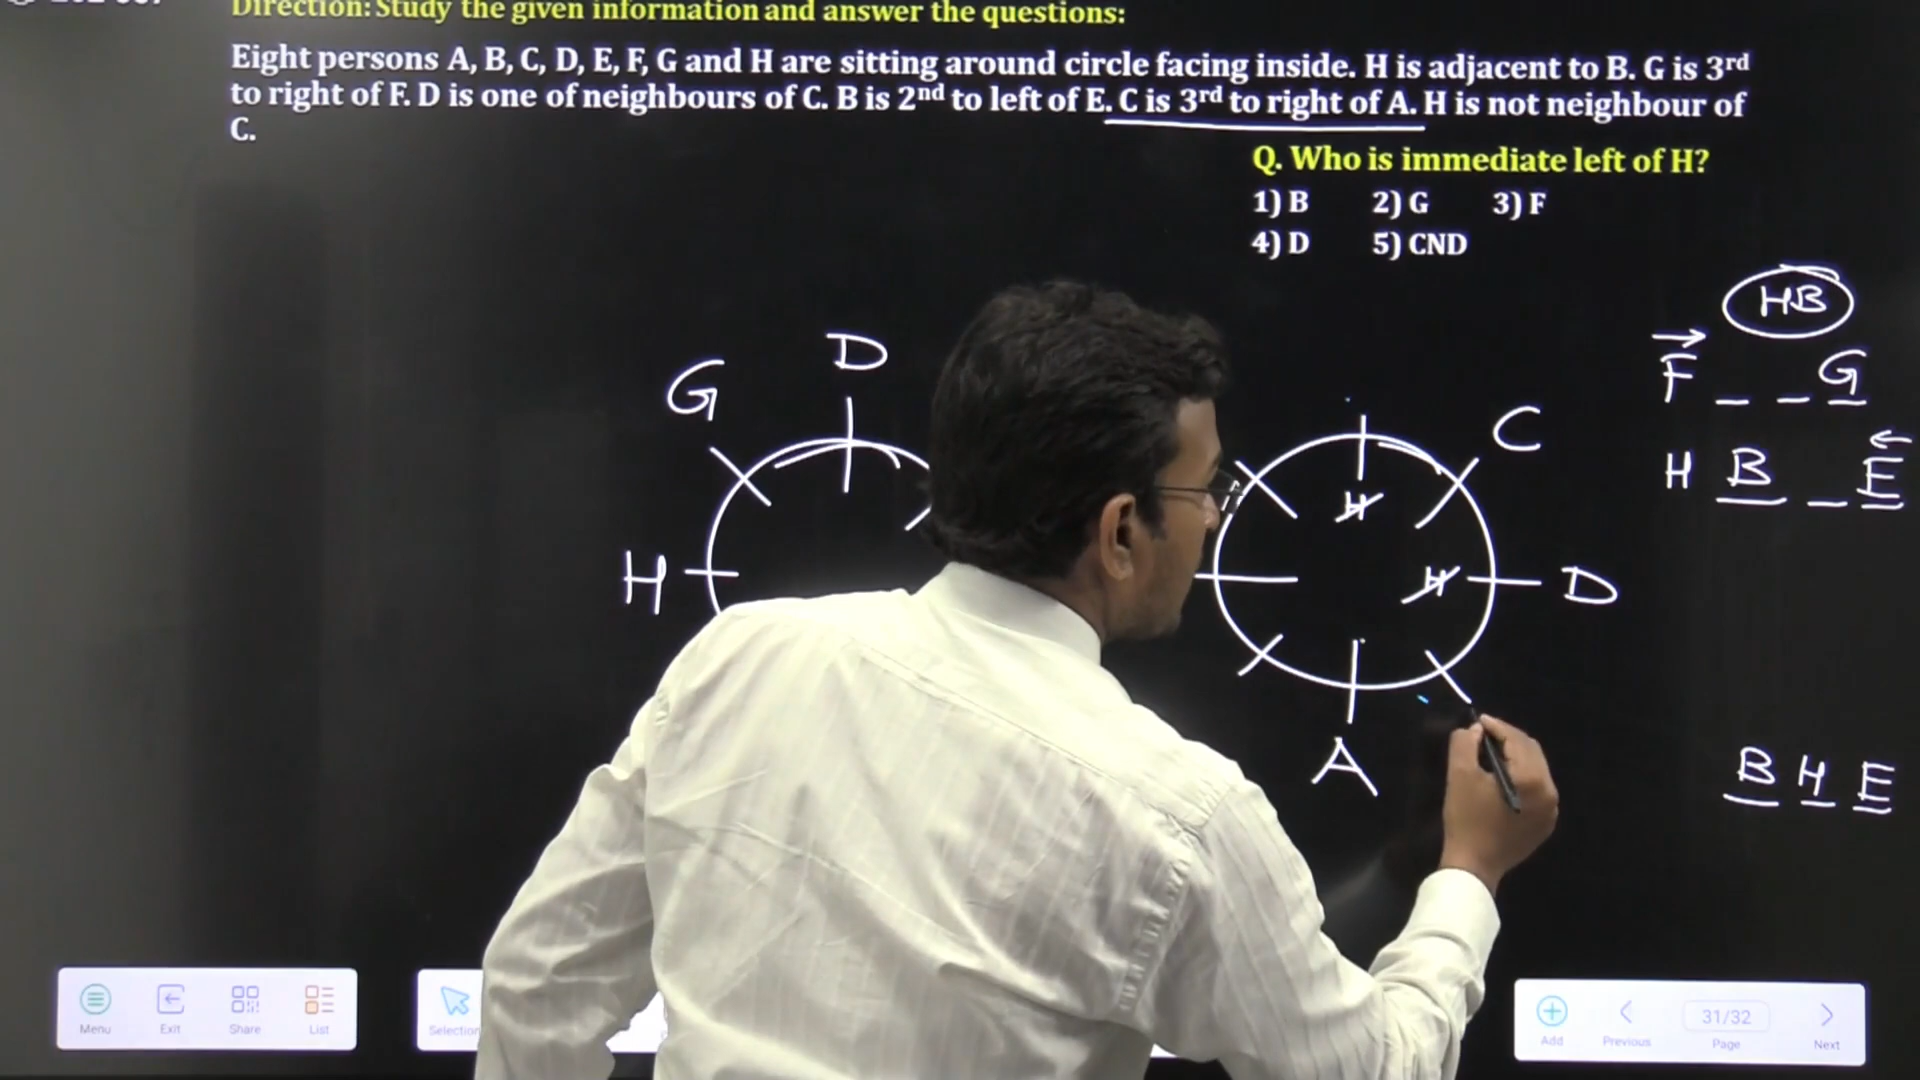 Direction: Study the given information and answer the questions:
Eight persons A, B, C, D, E, F, G and H are sitting around circle facing inside. H is adjacent to B. G is 3rd
to right of F. D is one of neighbours of C. B is 2nd to left of E. C is 3rd to right of A. H is not neighbour of
C.
Q. Who is immediate left of H?
1) B 2) G 3) F
4) D 5) CND
HB
F _ _ G
H B _ E
B H E
G D
H
C
H
H D
A
Menu Exit Share List
Selection
Add Previous 31/32 Page Next